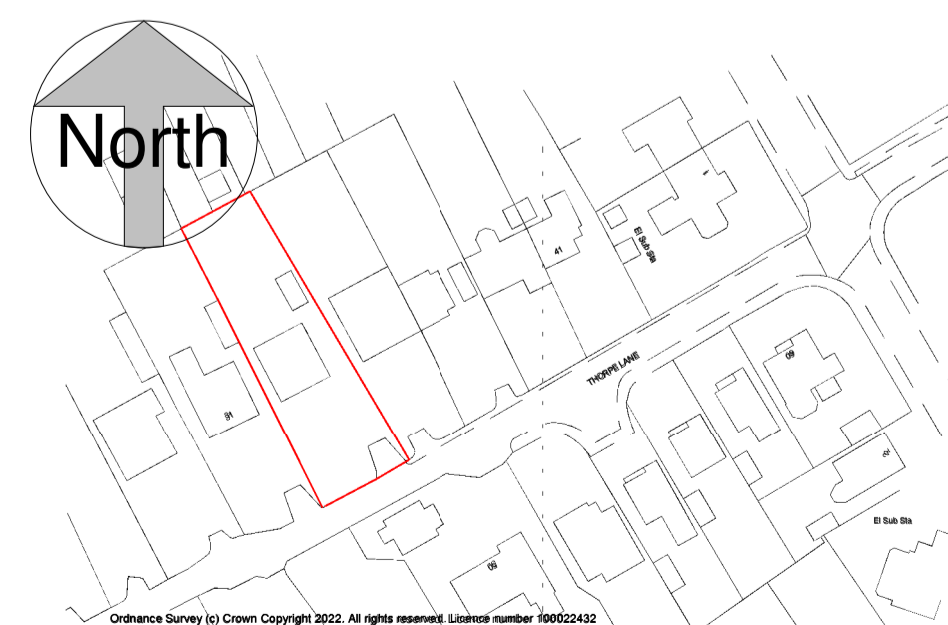 North
41
El Sub Sta
THORPE LANE
El Sub Sta
Ordnance Survey (c) Crown Copyright 2022. All rights reserved. Licence number 100022432